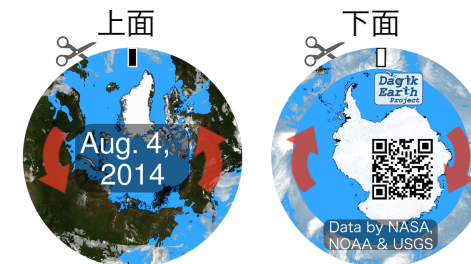 上面
下面
Aug. 4,
2014
Dagik
Earth
Project
Data by NASA,
NOAA & USGS